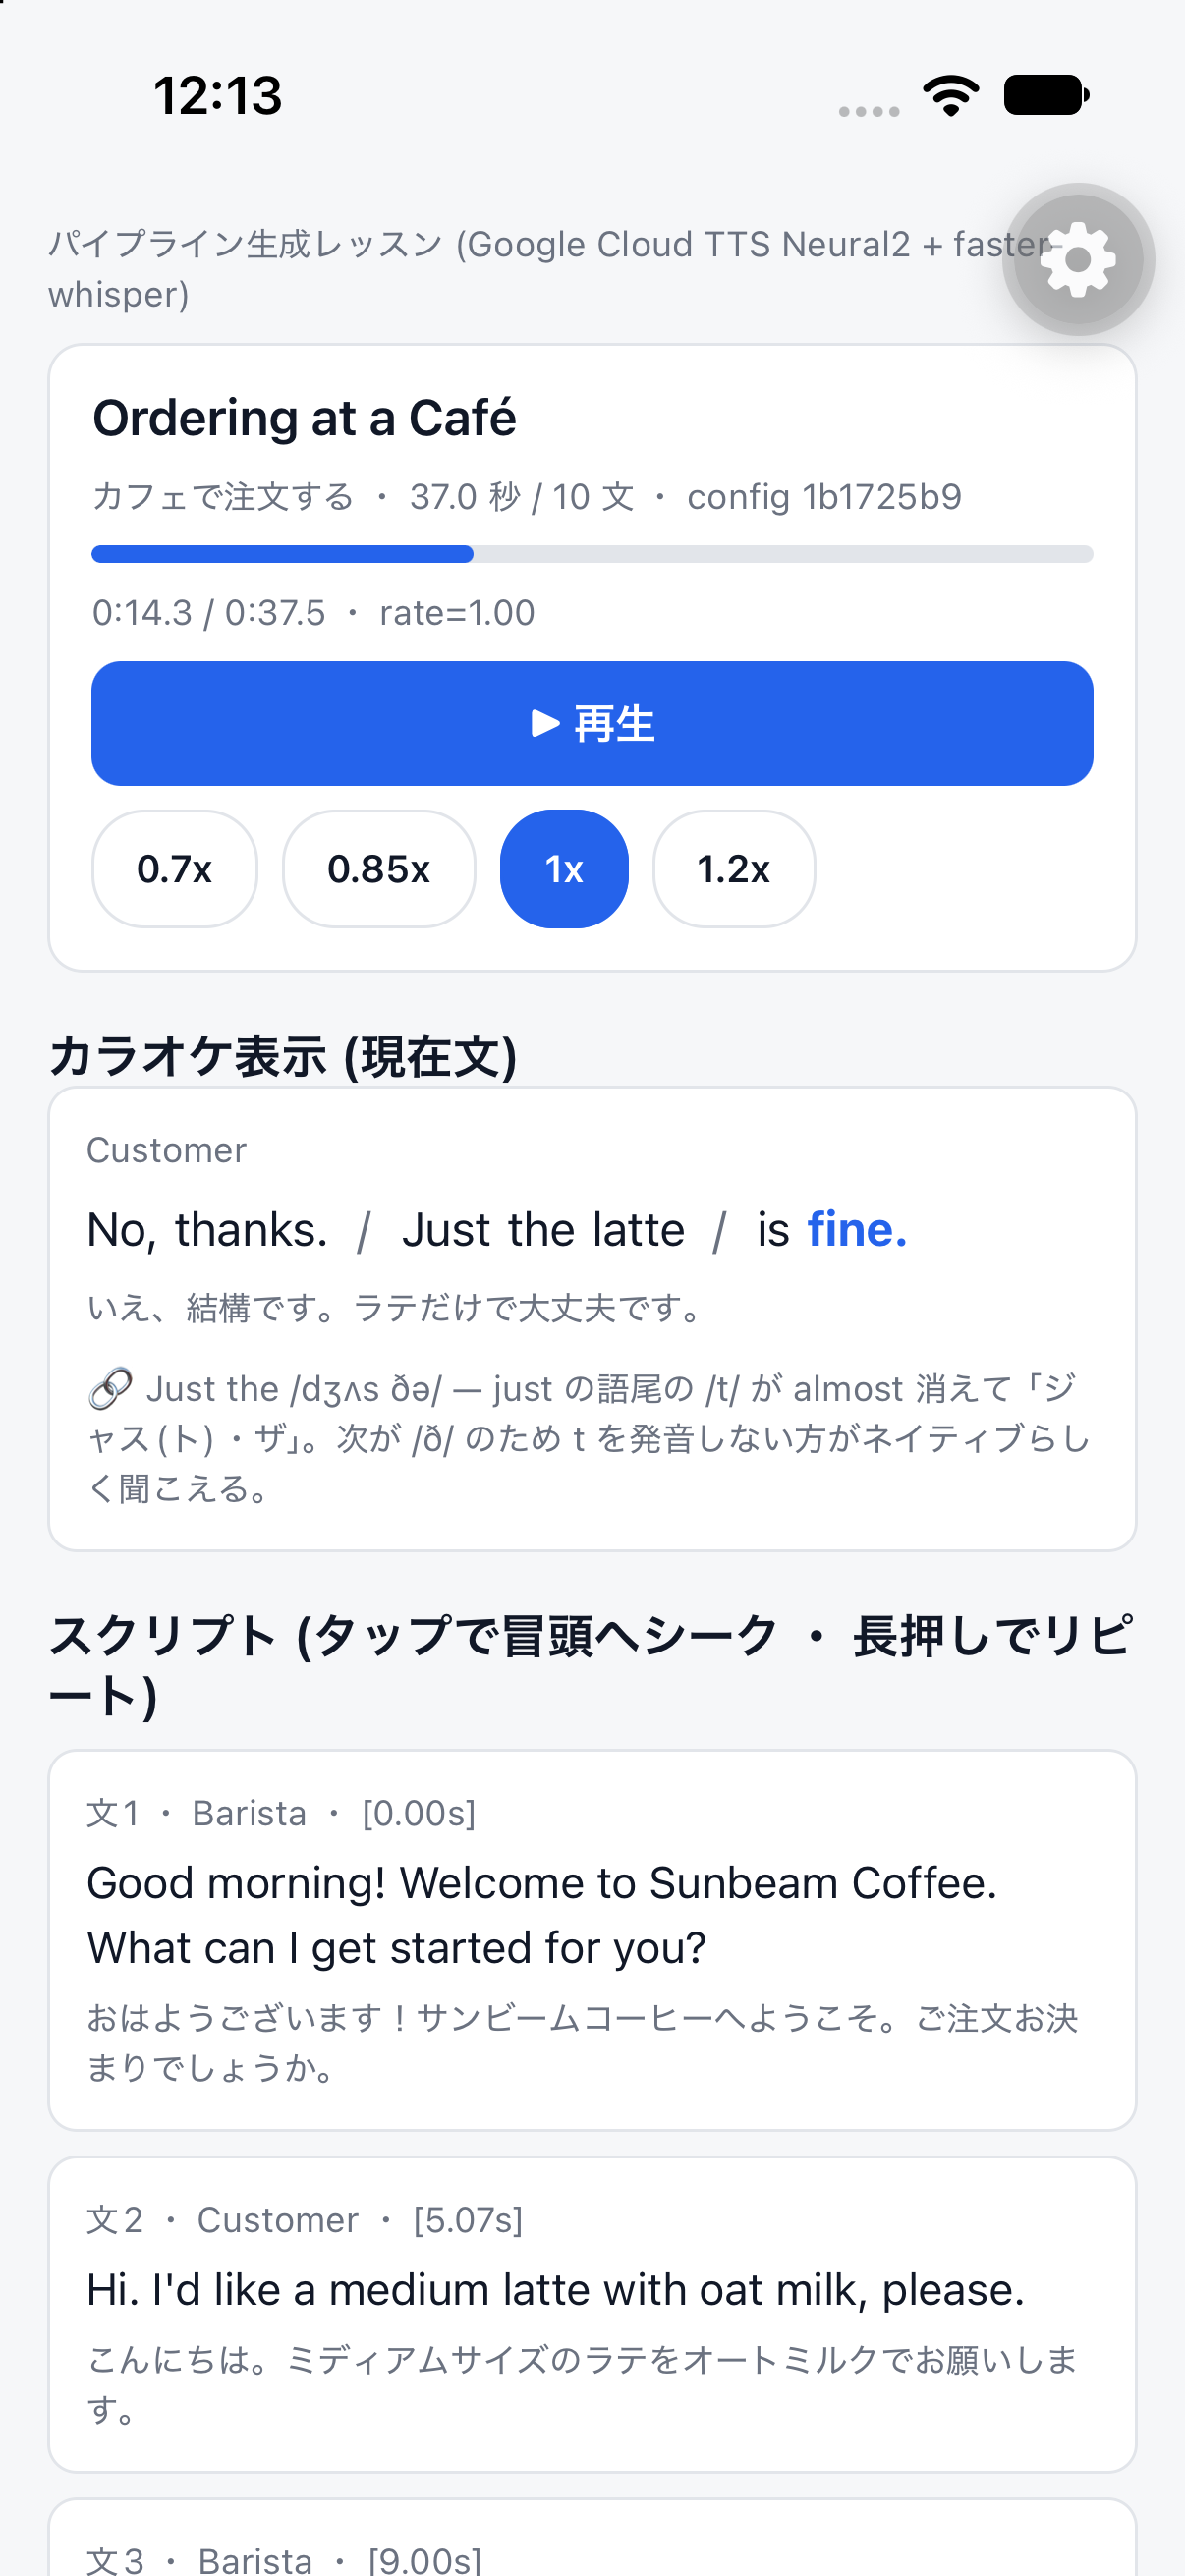 12:13
パイプライン生成レッスン (Google Cloud TTS Neural2 + faster-
whisper)
Ordering at a Café
カフェで注文する ・ 37.0 秒 / 10 文 ・ config 1b1725b9
0:14.3 / 0:37.5 ・ rate=1.00
▶ 再生
0.7x 0.85x 1x 1.2x
カラオケ表示 (現在文)
Customer
No, thanks. / Just the latte / is fine.
いえ、結構です。ラテだけで大丈夫です。
🔗 Just the /dʒʌs ðə/ — just の語尾の /t/ が almost 消えて「ジ
ャス(ト)・ザ」。次が /ð/ のため t を発音しない方がネイティブらし
く聞こえる。
スクリプト (タップで冒頭へシーク ・ 長押しでリピ
ート)
文1 ・ Barista ・ [0.00s]
Good morning! Welcome to Sunbeam Coffee.
What can I get started for you?
おはようございます！サンビームコーヒーへようこそ。ご注文お決
まりでしょうか。
文2 ・ Customer ・ [5.07s]
Hi. I'd like a medium latte with oat milk, please.
こんにちは。ミディアムサイズのラテをオートミルクでお願いしま
す。
文3 ・ Barista ・ [9.00s]